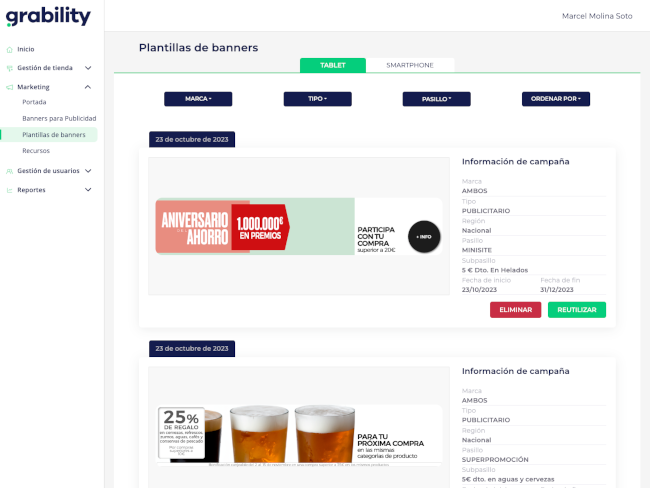 grability
Marcel Molina Soto
Inicio
Gestión de tienda
Marketing
Portada
Banners para Publicidad
Plantillas de banners
Recursos
Gestión de usuarios
Reportes
Plantillas de banners
TABLET
SMARTPHONE
MARCA
TIPO
PASILLO
ORDENAR POR
23 de octubre de 2023
ANIVERSARIO
AHORRO
1.000.000€
EN PREMIOS
PARTICIPA
CON TU
COMPRA
superior a 20€
+ INFO
Información de campaña
Marca
AMBOS
Tipo
PUBLICITARIO
Región
Nacional
Pasillo
MINISITE
Subpasillo
5 € Dto. En Helados
Fecha de inicio
Fecha de fin
23/10/2023
31/12/2023
ELIMINAR
REUTILIZAR
23 de octubre de 2023
25%
DE REGALO
en cervezas, refrescos,
zumos, aguas, cafés y
conservas de pescado
PARA TU
PRÓXIMA COMPRA
en las mismas
categorías de producto
Información de campaña
Marca
AMBOS
Tipo
PUBLICITARIO
Región
Nacional
Pasillo
SUPERPROMOCIÓN
Subpasillo
5€ dto. en aguas y cervezas